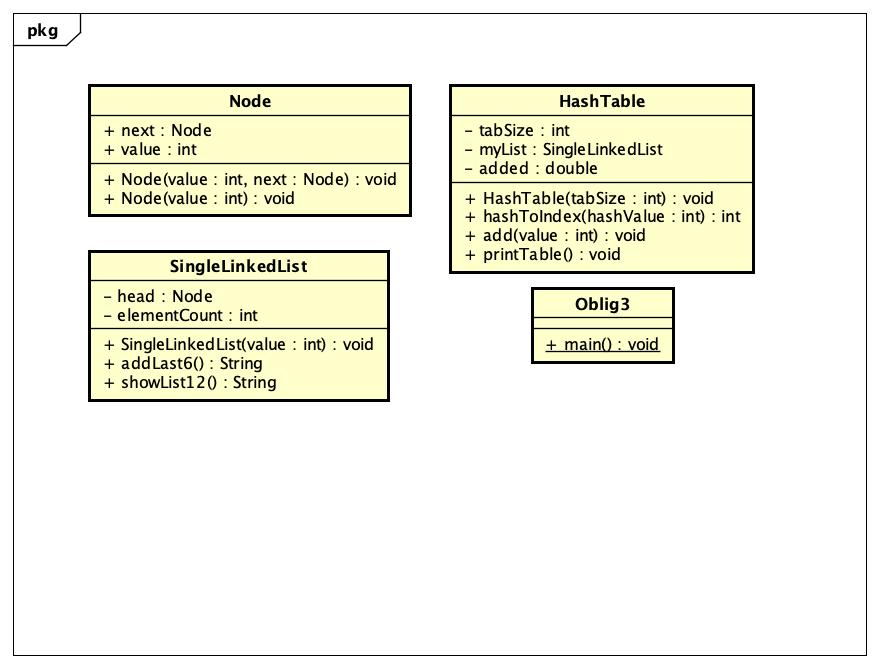 pkg
Node
+ next : Node
+ value : int
+ Node(value : int, next : Node) : void
+ Node(value : int) : void
HashTable
- tabSize : int
- myList : SingleLinkedList
- added : double
+ HashTable(tabSize : int) : void
+ hashToIndex(hashValue : int) : int
+ add(value : int) : void
+ printTable() : void
SingleLinkedList
- head : Node
- elementCount : int
+ SingleLinkedList(value : int) : void
+ addLast6() : String
+ showList12() : String
Oblig3
+ main() : void